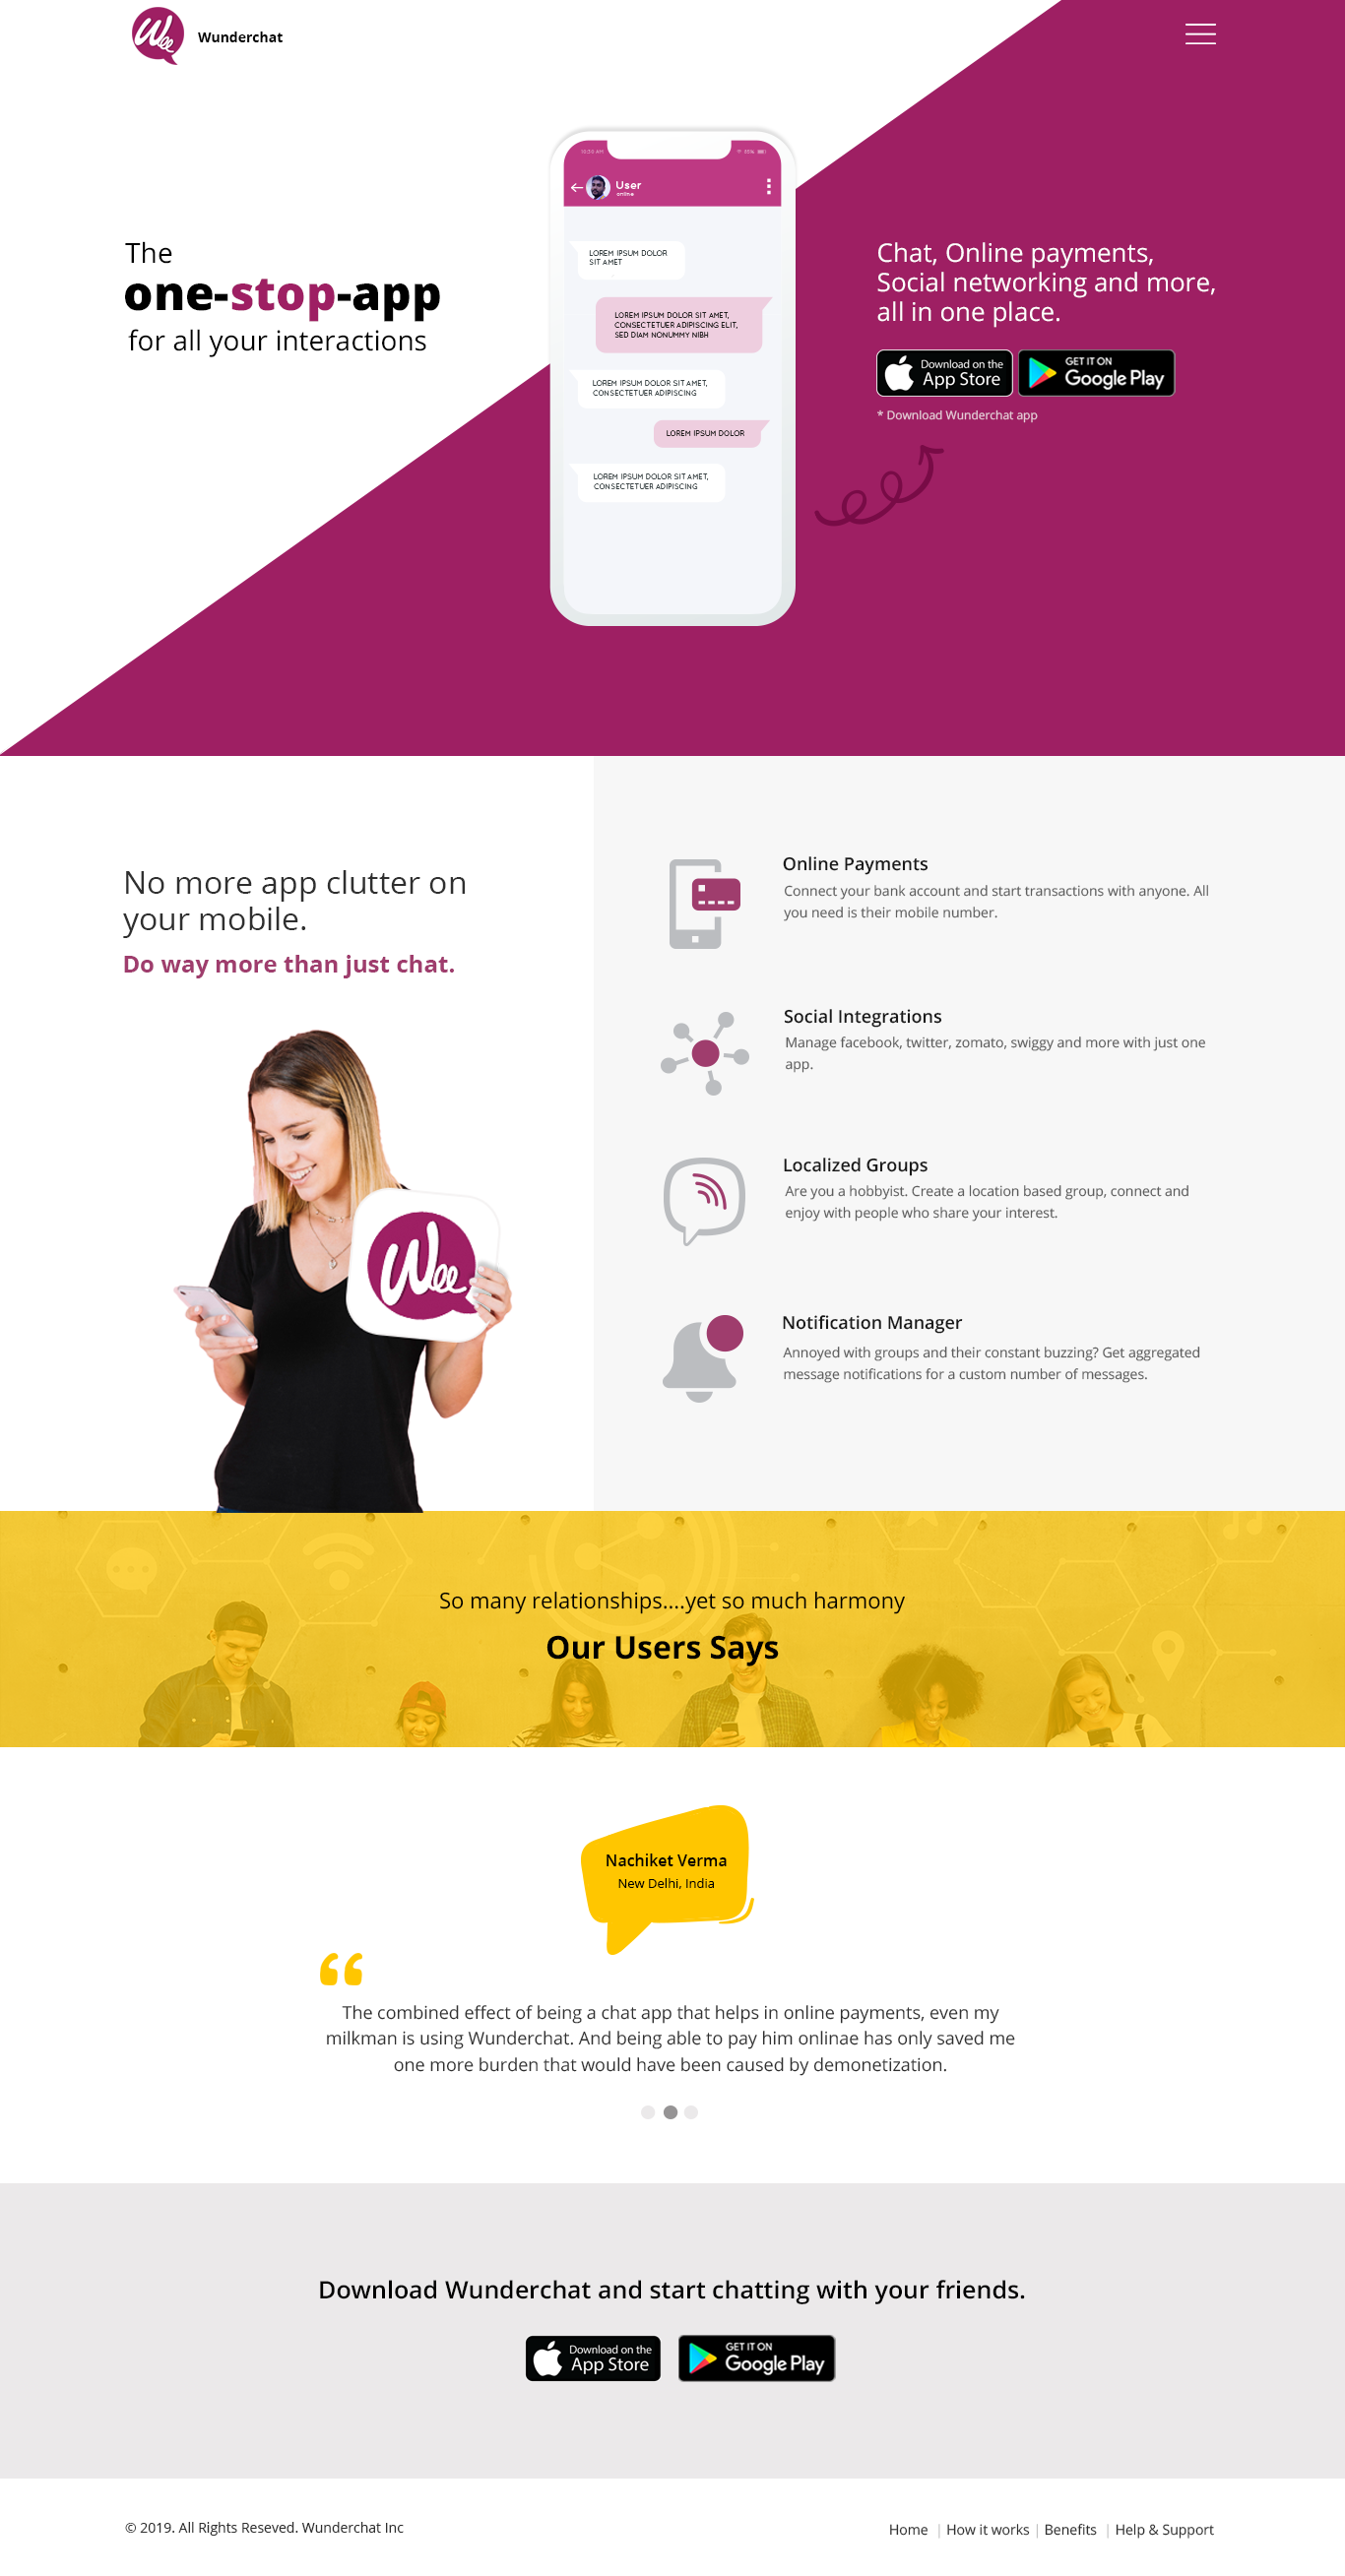 Wee
Wunderchat
The
one-stop-app
for all your interactions
10:20 AM
User
online
LOREM IPSUM DOLOR
SIT AMET
LOREM IPSUM DOLOR SIT AMET,
CONSECTETUER ADIPISCING ELIT,
SED DIAM NONUMMY NIBH
LOREM IPSUM DOLOR SIT AMET,
CONSECTETUER ADIPISCING
LOREM IPSUM DOLOR
LOREM IPSUM DOLOR SIT AMET,
CONSECTETUER ADIPISCING
Chat, Online payments,
Social networking and more,
all in one place.
Download on the
App Store
GET IT ON
Google Play
* Download Wunderchat app
No more app clutter on
your mobile.
Do way more than just chat.
Wee
Online Payments
Connect your bank account and start transactions with anyone. All
you need is their mobile number.
Social Integrations
Manage facebook, twitter, zomato, swiggy and more with just one
app.
Localized Groups
Are you a hobbyist. Create a location based group, connect and
enjoy with people who share your interest.
Notification Manager
Annoyed with groups and their constant buzzing? Get aggregated
message notifications for a custom number of messages.
So many relationships....yet so much harmony
Our Users Says
Nachiket Verma
New Delhi, India
“
The combined effect of being a chat app that helps in online payments, even my
milkman is using Wunderchat. And being able to pay him onlinae has only saved me
one more burden that would have been caused by demonetization.
Download Wunderchat and start chatting with your friends.
Download on the
App Store
GET IT ON
Google Play
© 2019. All Rights Reseved. Wunderchat Inc
Home | How it works | Benefits | Help & Support